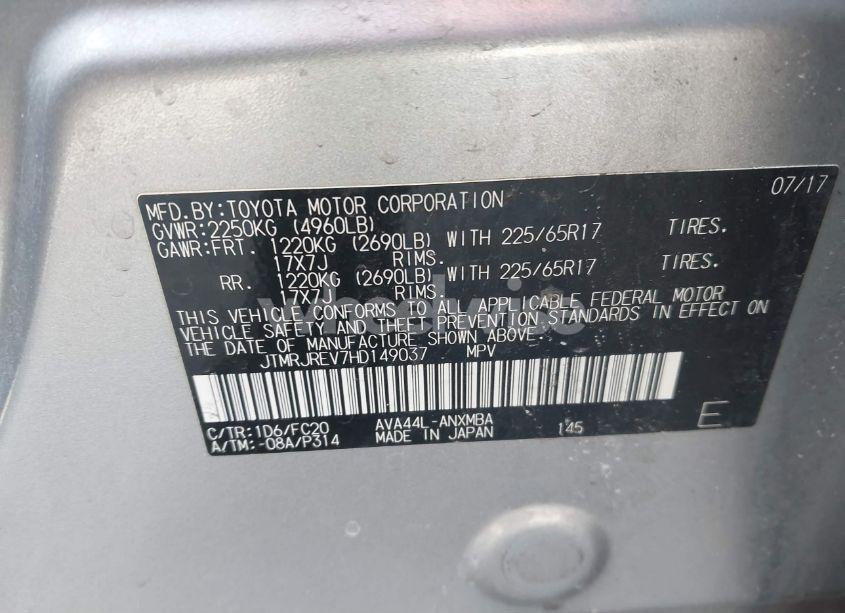 07/17
MFD.BY:TOYOTA MOTOR CORPORATION
GVWR:2250KG (4960LB)
GAWR:FRT. 1220KG (2690LB) WITH 225/65R17 TIRES.
17X7J RIMS.
RR. 1220KG (2690LB) WITH 225/65R17 TIRES.
17X7J RIMS.
THIS VEHICLE CONFORMS TO ALL APPLICABLE FEDERAL MOTOR
VEHICLE SAFETY AND THEFT PREVENTION STANDARDS IN EFFECT ON
THE DATE OF MANUFACTURE SHOWN ABOVE.
JTMRJREV7HD149037 MPV
C/TR:1D6/FC20 AVA44L-ANXMBA
A/TM:-08A/P314 MADE IN JAPAN 145 E